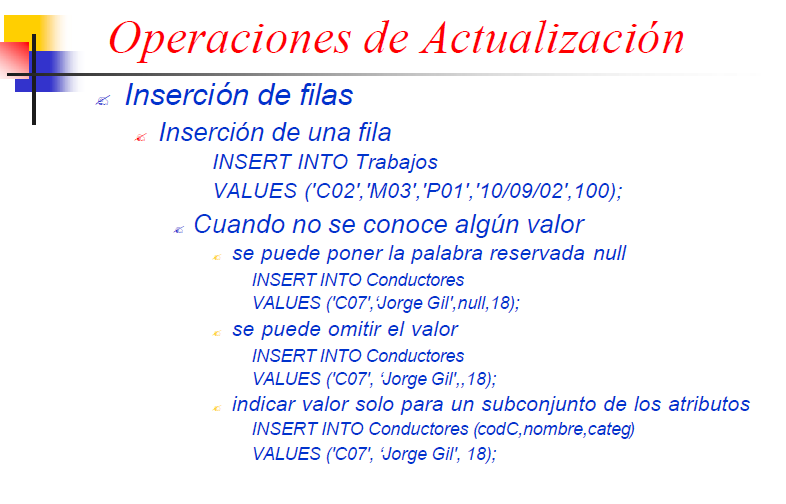 Operaciones de Actualización
Inserción de filas
Inserción de una fila
INSERT INTO Trabajos
VALUES ('C02','M03','P01','10/09/02',100);
Cuando no se conoce algún valor
se puede poner la palabra reservada null
INSERT INTO Conductores
VALUES ('C07',‘Jorge Gil',null,18);
se puede omitir el valor
INSERT INTO Conductores
VALUES ('C07', ‘Jorge Gil',,18);
indicar valor solo para un subconjunto de los atributos
INSERT INTO Conductores (codC,nombre,categ)
VALUES ('C07', ‘Jorge Gil', 18);